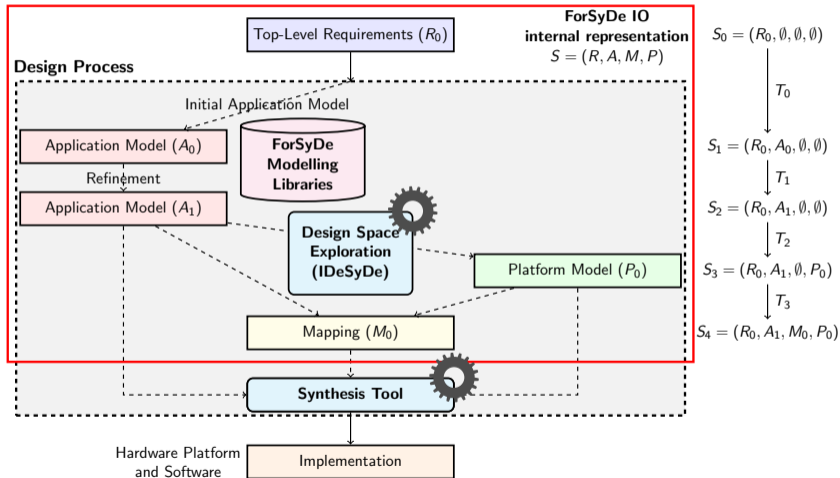 Top-Level Requirements (R₀)
ForSyDe IO
internal representation
S = (R, A, M, P)
Design Process
Initial Application Model
Application Model (A₀)
ForSyDe
Modelling
Libraries
Refinement
Application Model (A₁)
Design Space
Exploration
(IDeSyDe)
Platform Model (P₀)
Mapping (M₀)
Synthesis Tool
Hardware Platform
and Software
Implementation
S₀ = (R₀, ∅, ∅, ∅)
T₀
S₁ = (R₀, A₀, ∅, ∅)
T₁
S₂ = (R₀, A₁, ∅, ∅)
T₂
S₃ = (R₀, A₁, ∅, P₀)
T₃
S₄ = (R₀, A₁, M₀, P₀)